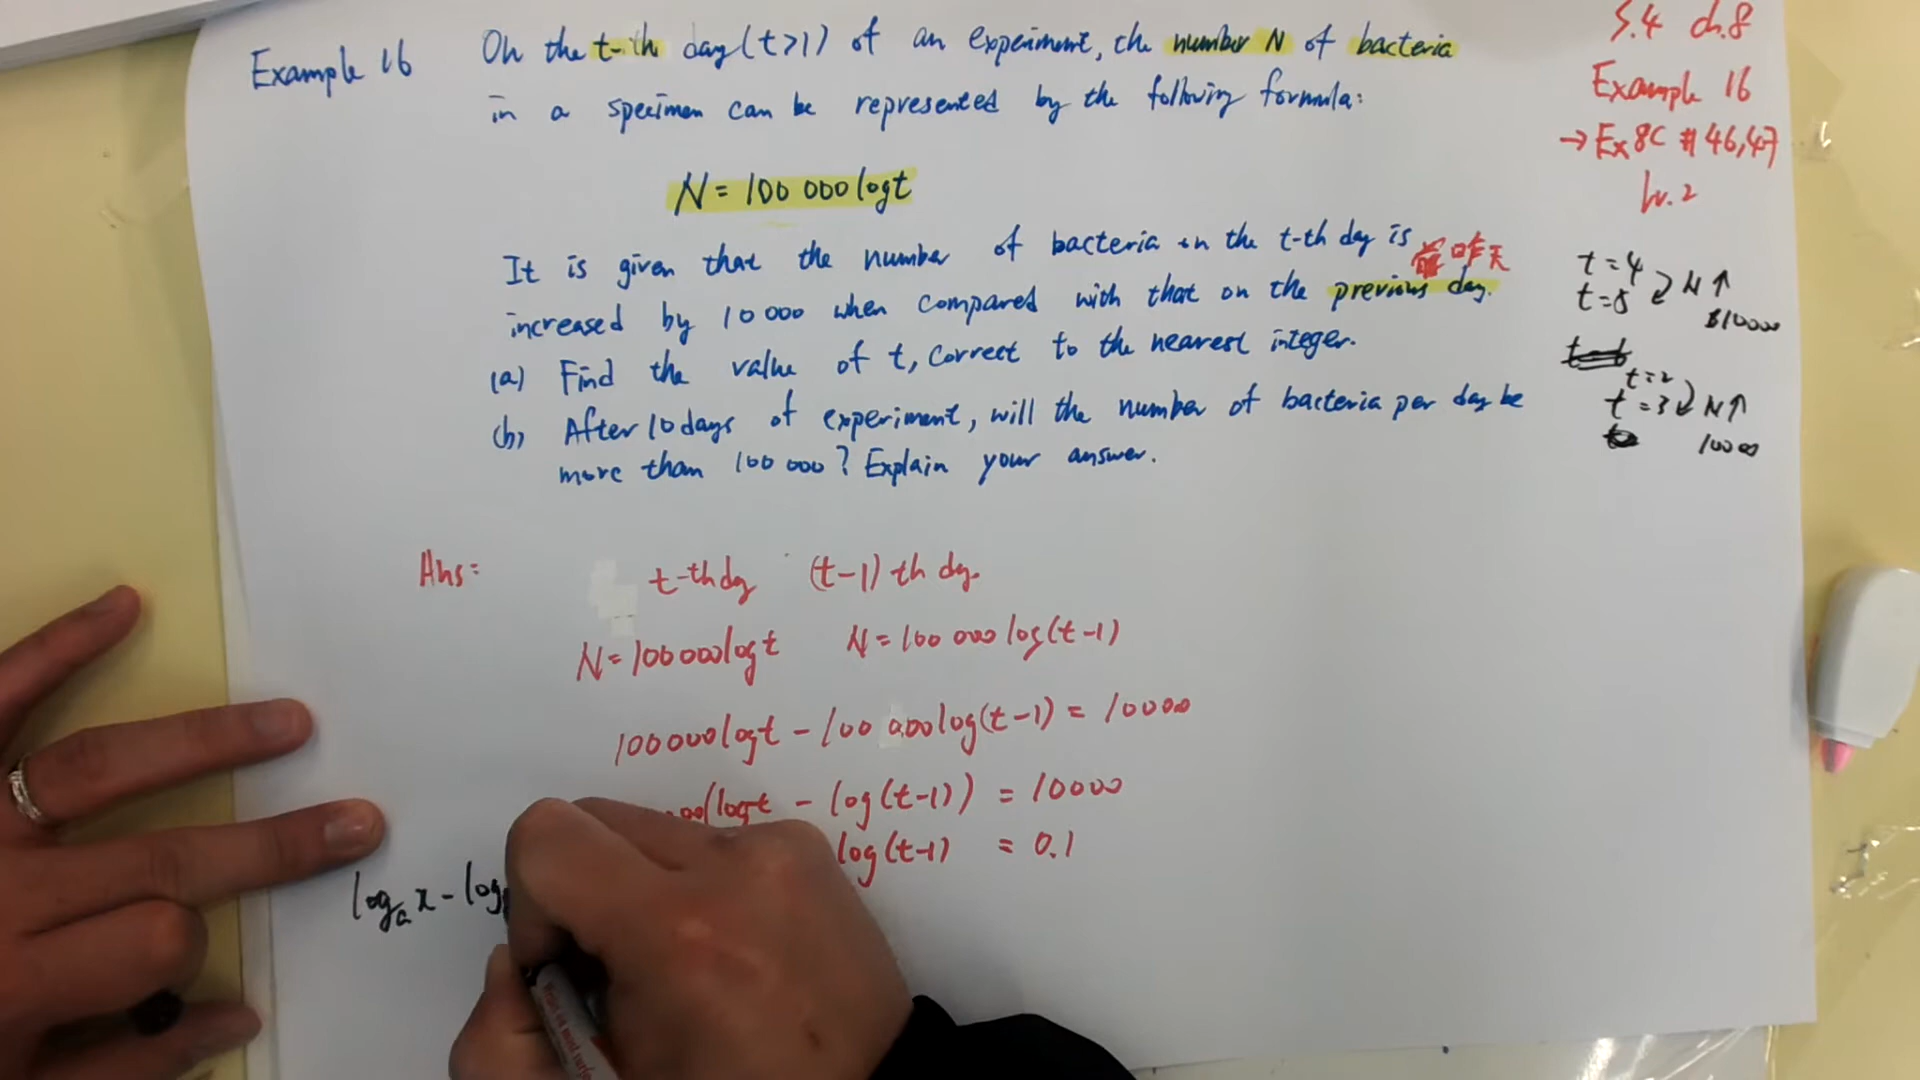 Example 16
On the t-th day (t>1) of an experiment, the number N of bacteria
in a specimen can be represented by the following formula:
N = 100 000 log t
It is given that the number of bacteria on the t-th day is
昨天
increased by 10 000 when compared with that on the previous day.
(a) Find the value of t, correct to the nearest integer.
(b) After 10 days of experiment, will the number of bacteria per day be
more than 100 000? Explain your answer.
S.4 ch.8
Example 16
→ Ex 8C # 46,47
Lv.2
t = 4
t = 5
N ↑
10000
t = 2
t = 3
N ↑
10000
Ans:
t-th day (t-1) th day.
N = 100000 log t N = 100 000 log (t-1)
100000 log t - 100 000 log(t-1) = 10000
(log t - log (t-1)) = 10000
log (t-1) = 0.1
log_a x - log